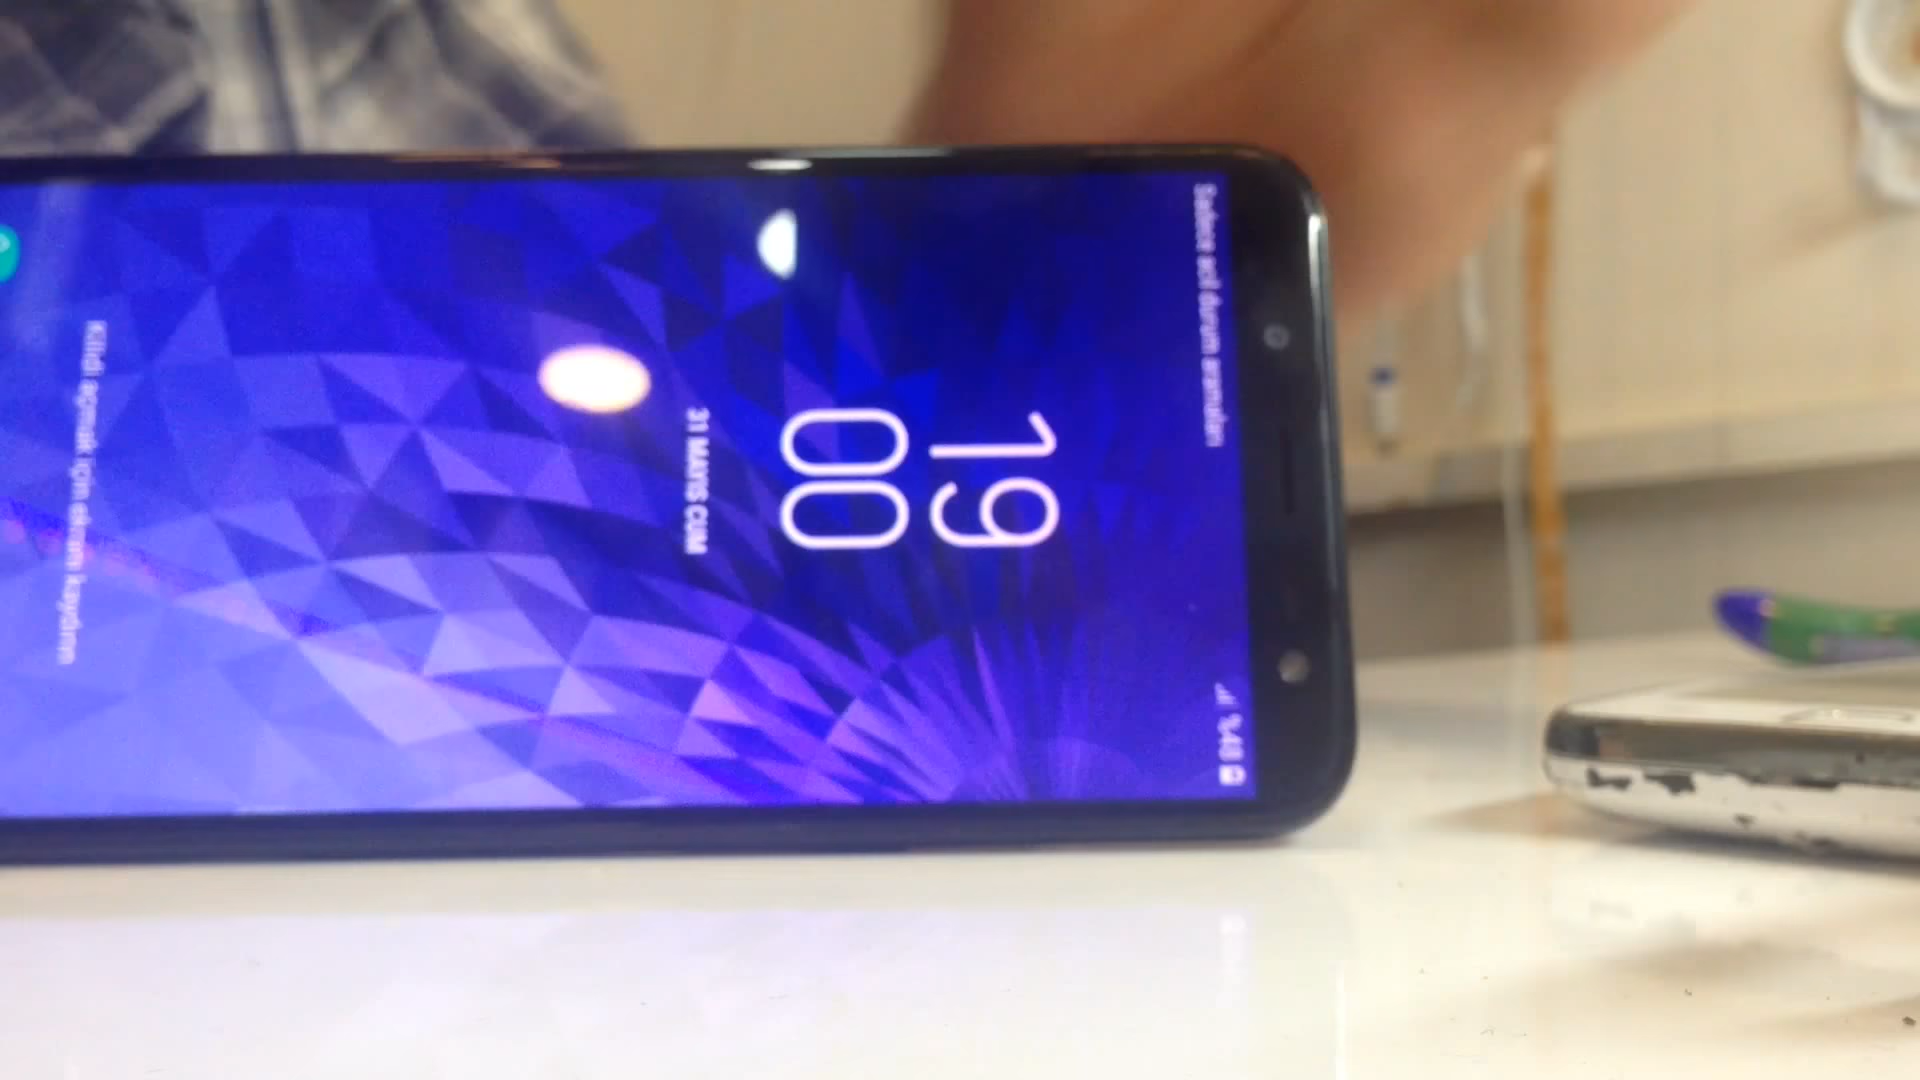 Sadece acil durum aramaları
%48
19
00
31 MAYIS CUM
Kilidi açmak için ekranı kaydırın